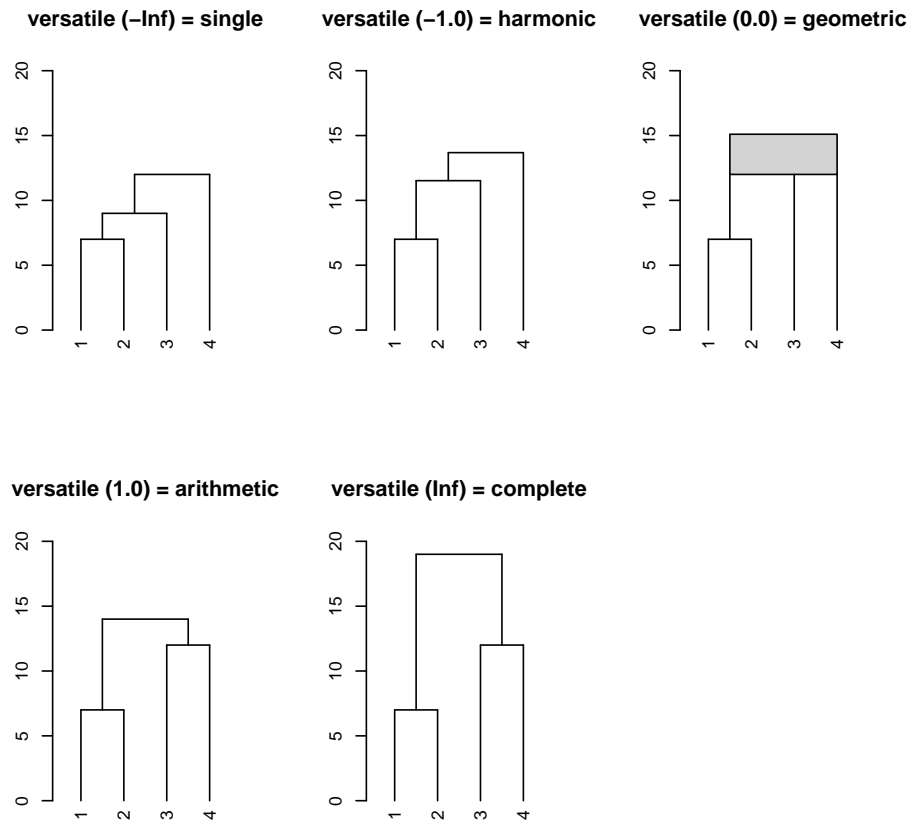 versatile (−Inf) = single
versatile (−1.0) = harmonic
versatile (0.0) = geometric
20
15
10
5
0
1 2 3 4
20
15
10
5
0
1 2 3 4
20
15
10
5
0
1 2 3 4
versatile (1.0) = arithmetic
versatile (Inf) = complete
20
15
10
5
0
1 2 3 4
20
15
10
5
0
1 2 3 4